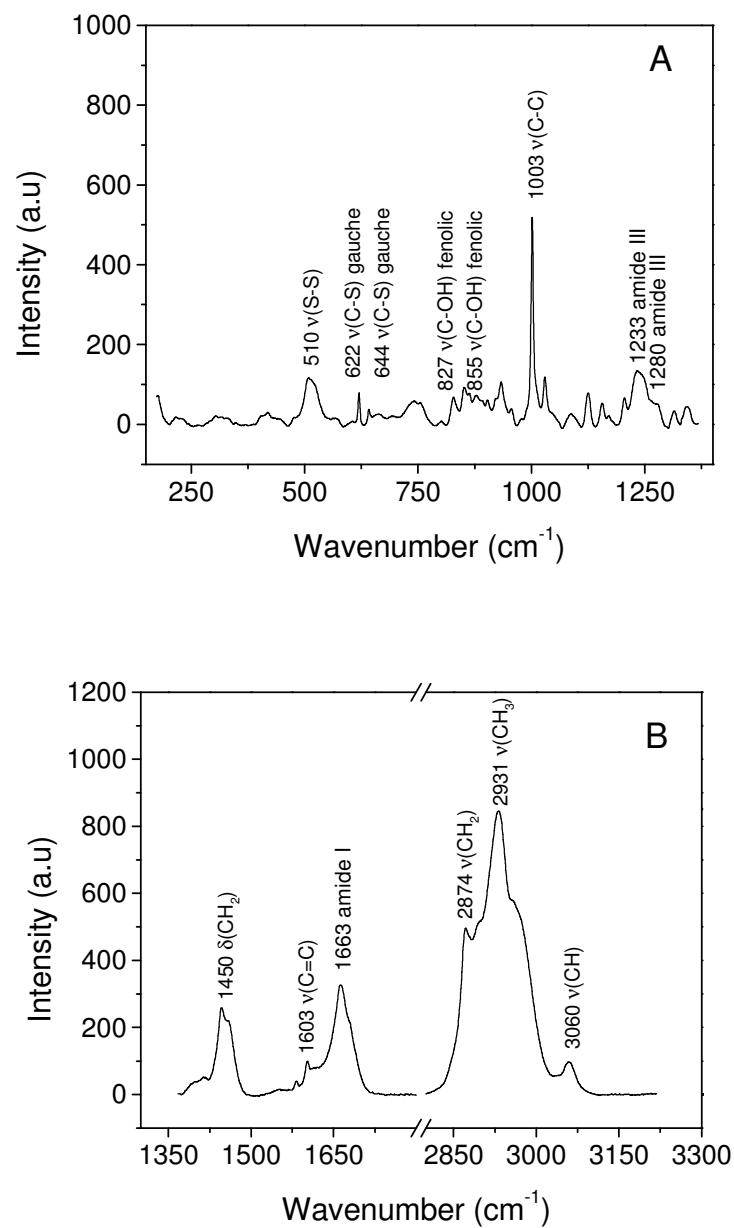 A
1000
800
600
400
200
0
Intensity (a.u)
510 ν(S-S)
622 ν(C-S) gauche
644 ν(C-S) gauche
827 ν(C-OH) fenolic
855 ν(C-OH) fenolic
1003 ν(C-C)
1233 amide III
1280 amide III
250 500 750 1000 1250
Wavenumber (cm⁻¹)
B
1200
1000
800
600
400
200
0
Intensity (a.u)
1450 δ(CH₂)
1603 ν(C=C)
1663 amide I
2874 ν(CH₂)
2931 ν(CH₃)
3060 ν(CH)
1350 1500 1650 2850 3000 3150 3300
Wavenumber (cm⁻¹)